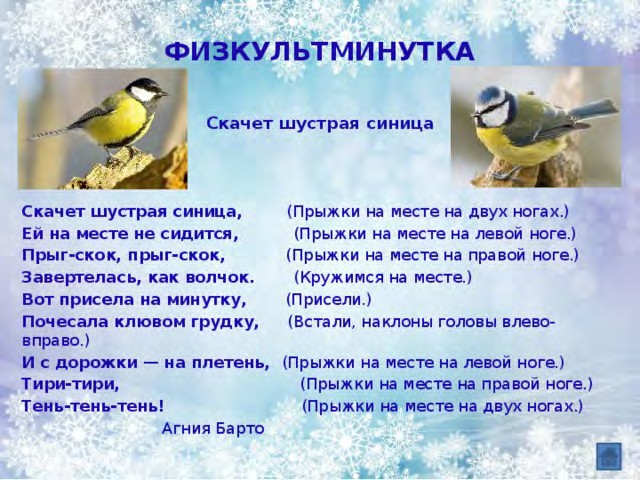 ФИЗКУЛЬТМИНУТКА
Скачет шустрая синица
Скачет шустрая синица, (Прыжки на месте на двух ногах.)
Ей на месте не сидится, (Прыжки на месте на левой ноге.)
Прыг-скок, прыг-скок, (Прыжки на месте на правой ноге.)
Завертелась, как волчок. (Кружимся на месте.)
Вот присела на минутку, (Присели.)
Почесала клювом грудку, (Встали, наклоны головы влево-
вправо.)
И с дорожки — на плетень, (Прыжки на месте на левой ноге.)
Тири-тири, (Прыжки на месте на правой ноге.)
Тень-тень-тень! (Прыжки на месте на двух ногах.)
Агния Барто